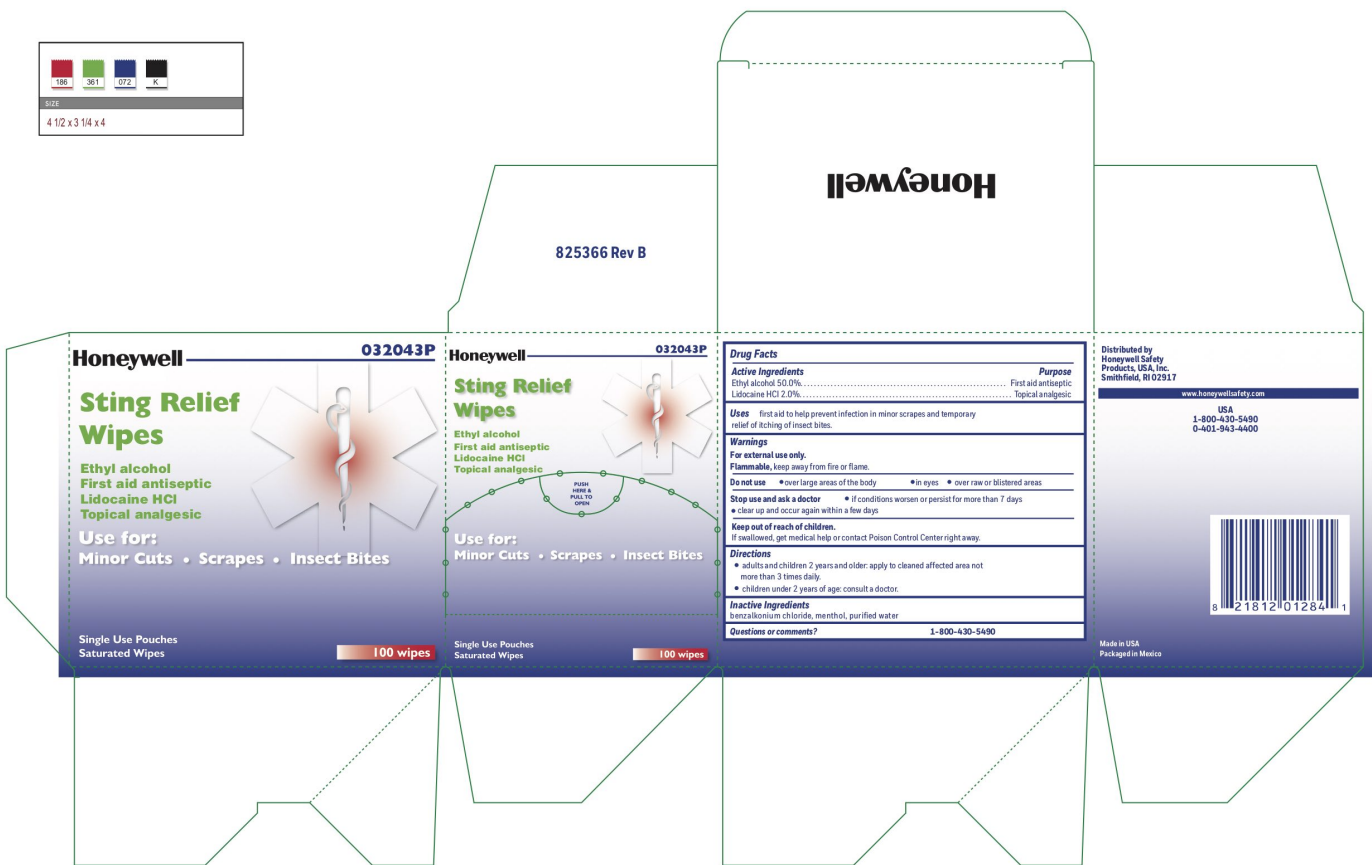 186 361 072 K
SIZE
4 1/2 x 3 1/4 x 4
Honeywell
825366 Rev B
Honeywell 032043P
Sting Relief
Wipes
Ethyl alcohol
First aid antiseptic
Lidocaine HCl
Topical analgesic
Use for:
Minor Cuts • Scrapes • Insect Bites
Single Use Pouches
Saturated Wipes
100 wipes
Honeywell 032043P
Sting Relief
Wipes
Ethyl alcohol
First aid antiseptic
Lidocaine HCl
Topical analgesic
PUSH
HERE &
PULL TO
OPEN
Use for:
Minor Cuts • Scrapes • Insect Bites
Single Use Pouches
Saturated Wipes
100 wipes
Drug Facts
Active Ingredients Purpose
Ethyl alcohol 50.0%. . . . . . . . . . . . . . . . . . . . First aid antiseptic
Lidocaine HCl 2.0%. . . . . . . . . . . . . . . . . . . . Topical analgesic
Uses first aid to help prevent infection in minor scrapes and temporary
relief of itching of insect bites.
Warnings
For external use only.
Flammable, keep away from fire or flame.
Do not use • over large areas of the body • in eyes • over raw or blistered areas
Stop use and ask a doctor • if conditions worsen or persist for more than 7 days
• clear up and occur again within a few days
Keep out of reach of children.
If swallowed, get medical help or contact Poison Control Center right away.
Directions
• adults and children 2 years and older: apply to cleaned affected area not
more than 3 times daily.
• children under 2 years of age: consult a doctor.
Inactive Ingredients
benzalkonium chloride, menthol, purified water
Questions or comments? 1-800-430-5490
Distributed by
Honeywell Safety
Products, USA, Inc.
Smithfield, RI 02917
www.honeywellsafety.com
USA
1-800-430-5490
0-401-943-4400
8 21812 01284 1
Made in USA
Packaged in Mexico